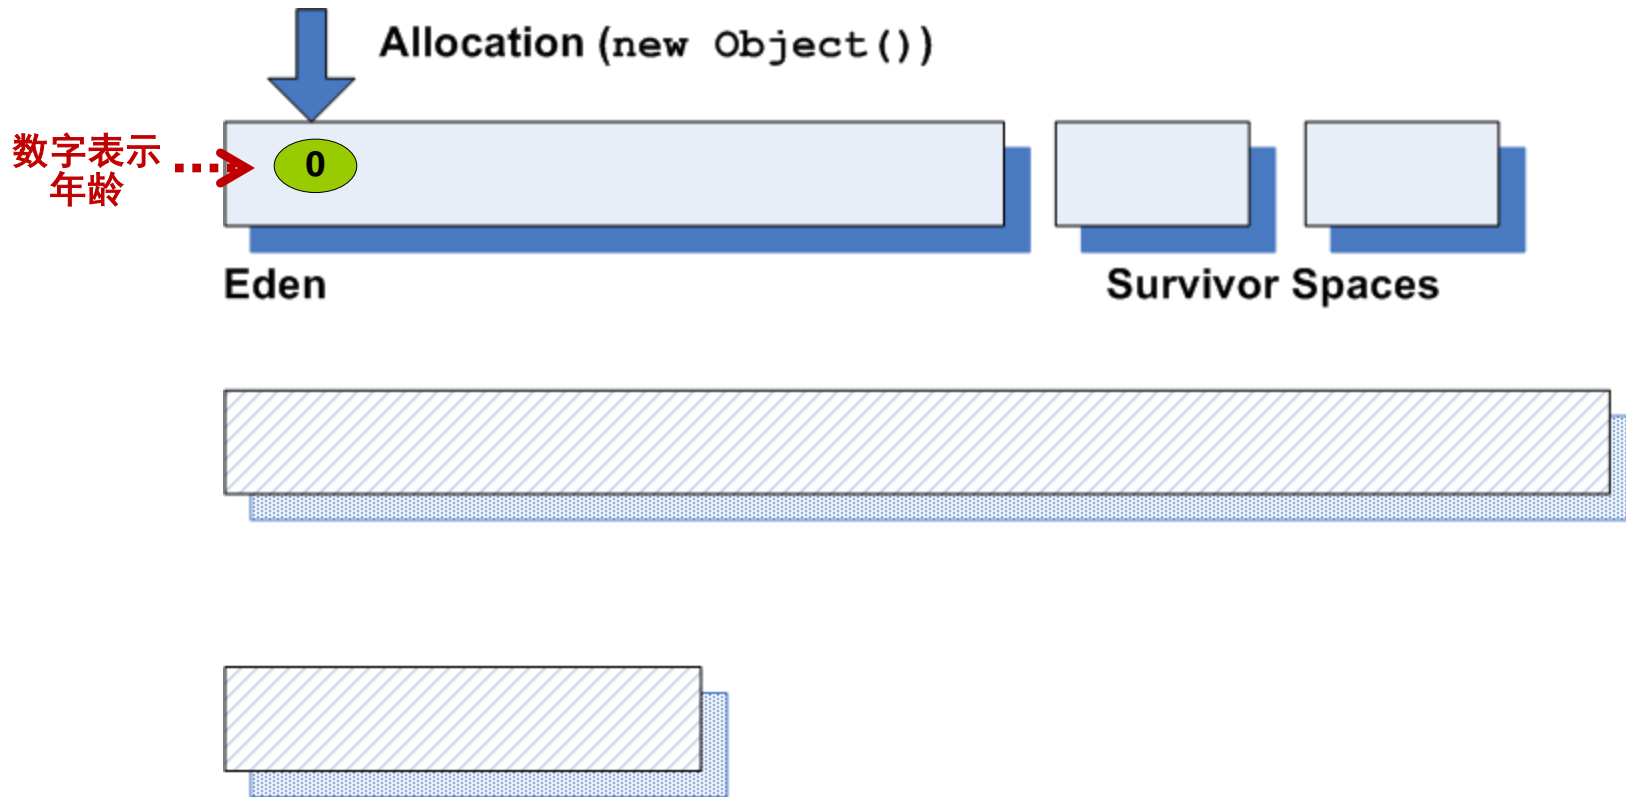 Allocation (new Object())
数字表示
年龄
0
Eden
Survivor Spaces